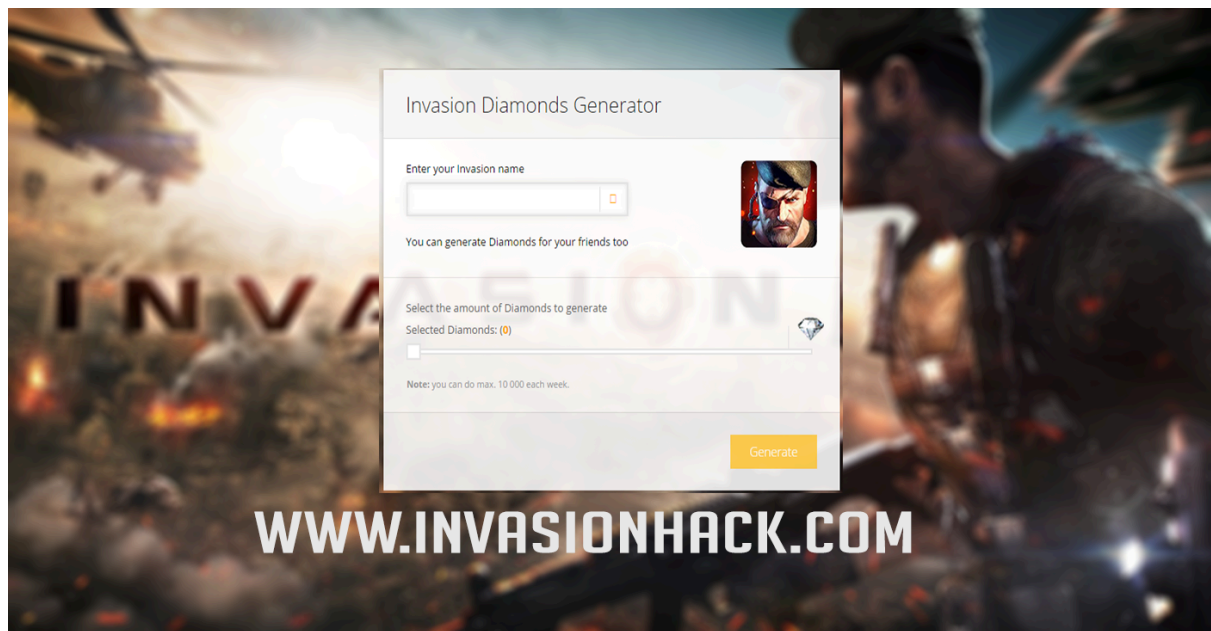 Invasion Diamonds Generator
Enter your Invasion name
You can generate Diamonds for your friends too
INVASION
Select the amount of Diamonds to generate
Selected Diamonds: (0)
Note: you can do max. 10 000 each week.
Generate
WWW.INVASIONHACK.COM